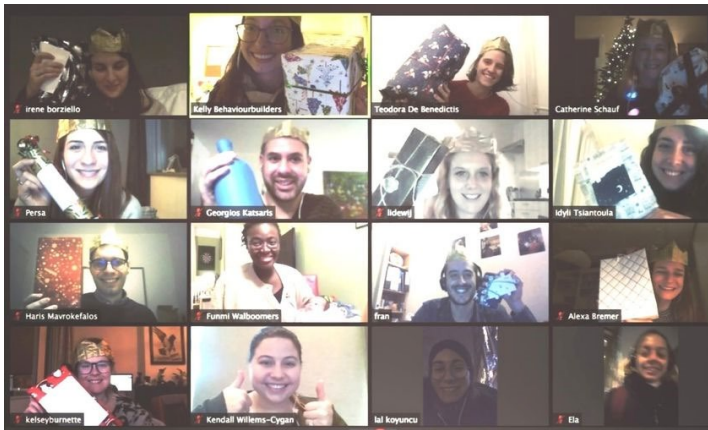 irene borziello
Kelly Behaviourbuilders
Teodora De Benedictis
Catherine Schauf
Persa
Georgios Katsaris
lidewij
Idyli Tsiantoula
Haris Mavrokefalos
Funmi Walboomers
fran
Alexa Bremer
kelseyburnette
Kendall Willems-Cygan
lal koyuncu
Ela